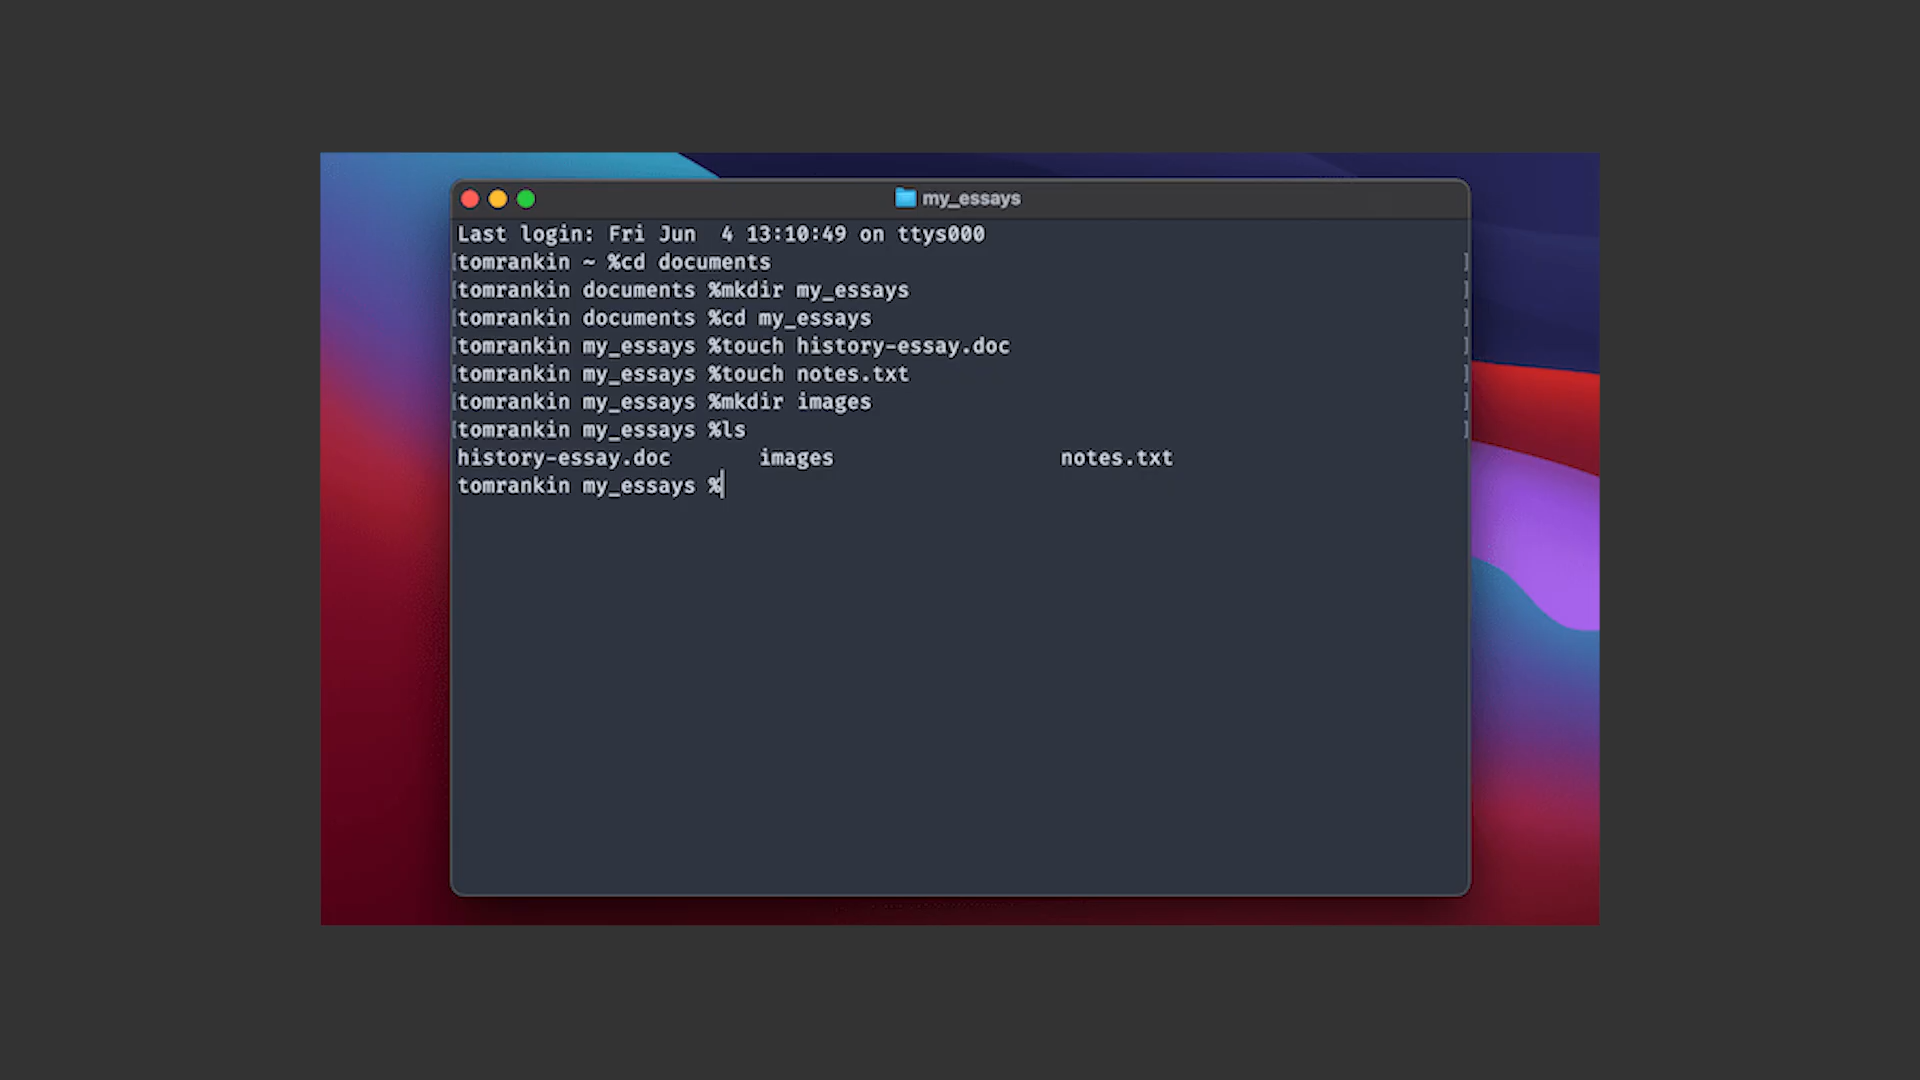 my_essays
Last login: Fri Jun  4 13:10:49 on ttys000
[tomrankin ~ %cd documents ]
[tomrankin documents %mkdir my_essays ]
[tomrankin documents %cd my_essays ]
[tomrankin my_essays %touch history-essay.doc ]
[tomrankin my_essays %touch notes.txt ]
[tomrankin my_essays %mkdir images ]
[tomrankin my_essays %ls ]
history-essay.doc       images                  notes.txt
tomrankin my_essays %